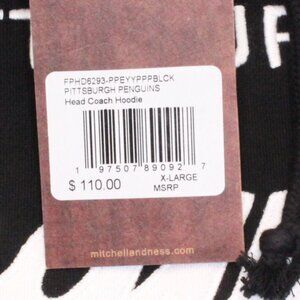 FPHD6293-PPEYYPPPBLCK
PITTSBURGH PENGUINS
Head Coach Hoodie
1 97507 89092 7
X-LARGE
$ 110.00 MSRP
mitchellandness.com